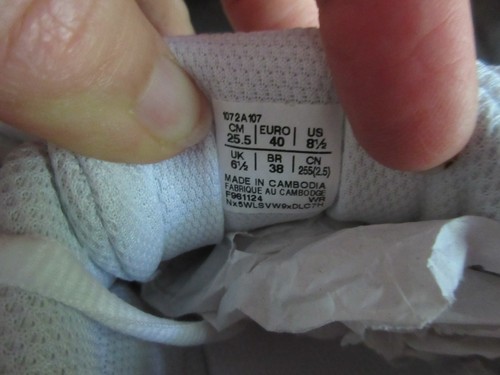 1072A107
CM EURO US
25.5 40 8½
UK BR CN
6½ 38 255(2.5)
MADE IN CAMBODIA
FABRIQUE AU CAMBODGE
F961124 WR